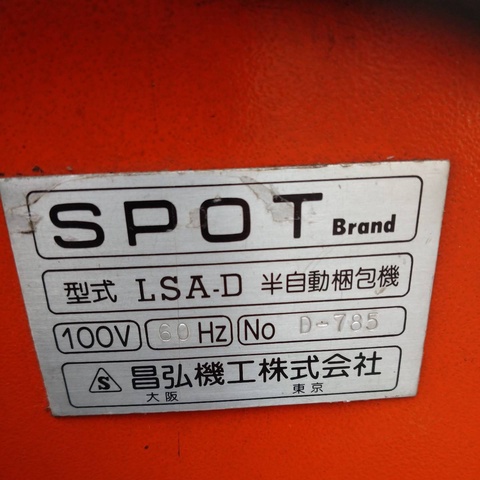 SPOT Brand
型式 LSA-D 半自動梱包機
100V 60 Hz No D-785
S 昌弘機工株式会社
大阪 東京